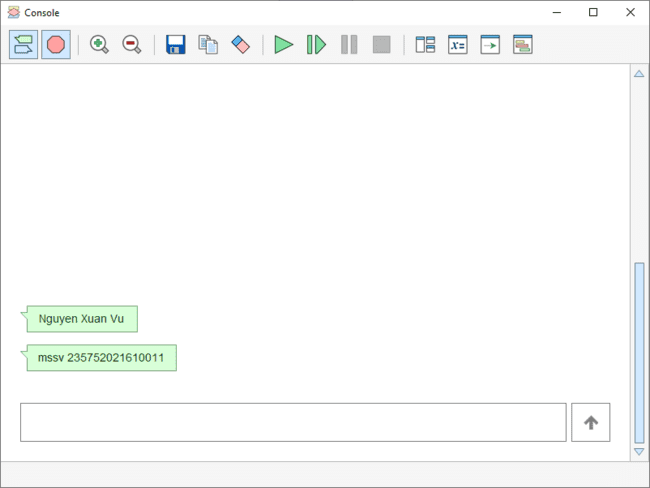 Console
x=
Nguyen Xuan Vu
mssv 235752021610011